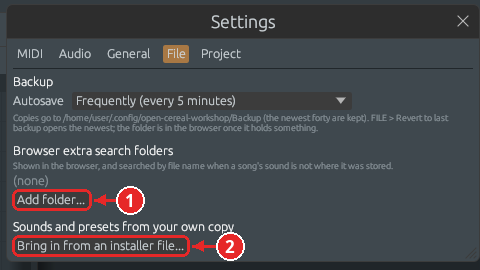 Settings
MIDI Audio General File Project
Backup
Autosave Frequently (every 5 minutes)
Copies go to /home/user/.config/open-cereal-workshop/Backup (the newest forty are kept). FILE > Revert to last
backup opens the newest; the folder is in the browser once it holds something.
Browser extra search folders
Shown in the browser, and searched by file name when a song's sound is not where it was stored.
(none)
Add folder... 1
Sounds and presets from your own copy
Bring in from an installer file... 2